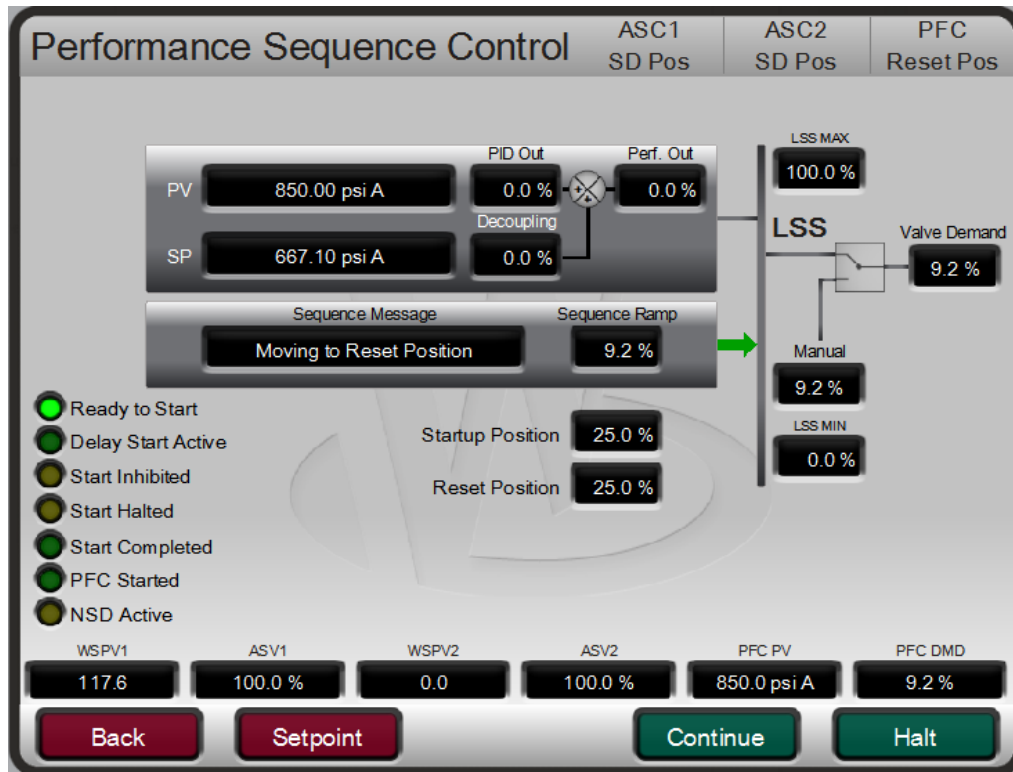 Performance Sequence Control
ASC1
SD Pos
ASC2
SD Pos
PFC
Reset Pos
LSS MAX
100.0 %
PID Out
Perf. Out
PV
850.00 psi A
0.0 %
0.0 %
Decoupling
SP
667.10 psi A
0.0 %
LSS
Valve Demand
9.2 %
Sequence Message
Sequence Ramp
Moving to Reset Position
9.2 %
Manual
9.2 %
LSS MIN
0.0 %
Ready to Start
Delay Start Active
Start Inhibited
Start Halted
Start Completed
PFC Started
NSD Active
Startup Position
25.0 %
Reset Position
25.0 %
WSPV1
ASV1
WSPV2
ASV2
PFC PV
PFC DMD
117.6
100.0 %
0.0
100.0 %
850.0 psi A
9.2 %
Back
Setpoint
Continue
Halt